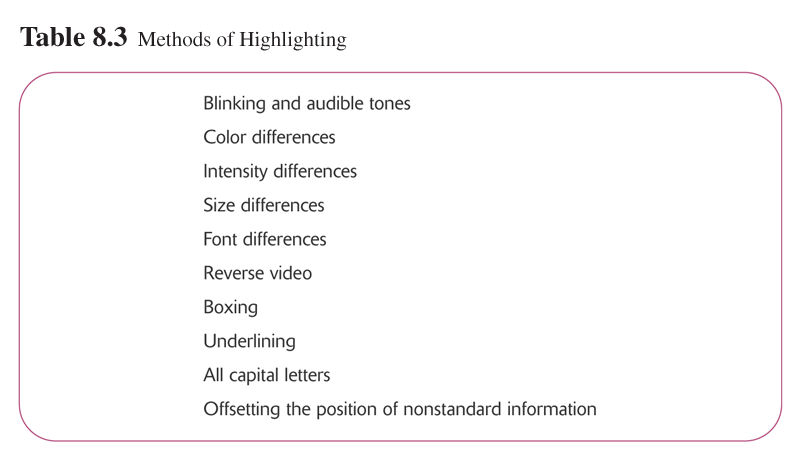 Table 8.3 Methods of Highlighting
Blinking and audible tones
Color differences
Intensity differences
Size differences
Font differences
Reverse video
Boxing
Underlining
All capital letters
Offsetting the position of nonstandard information